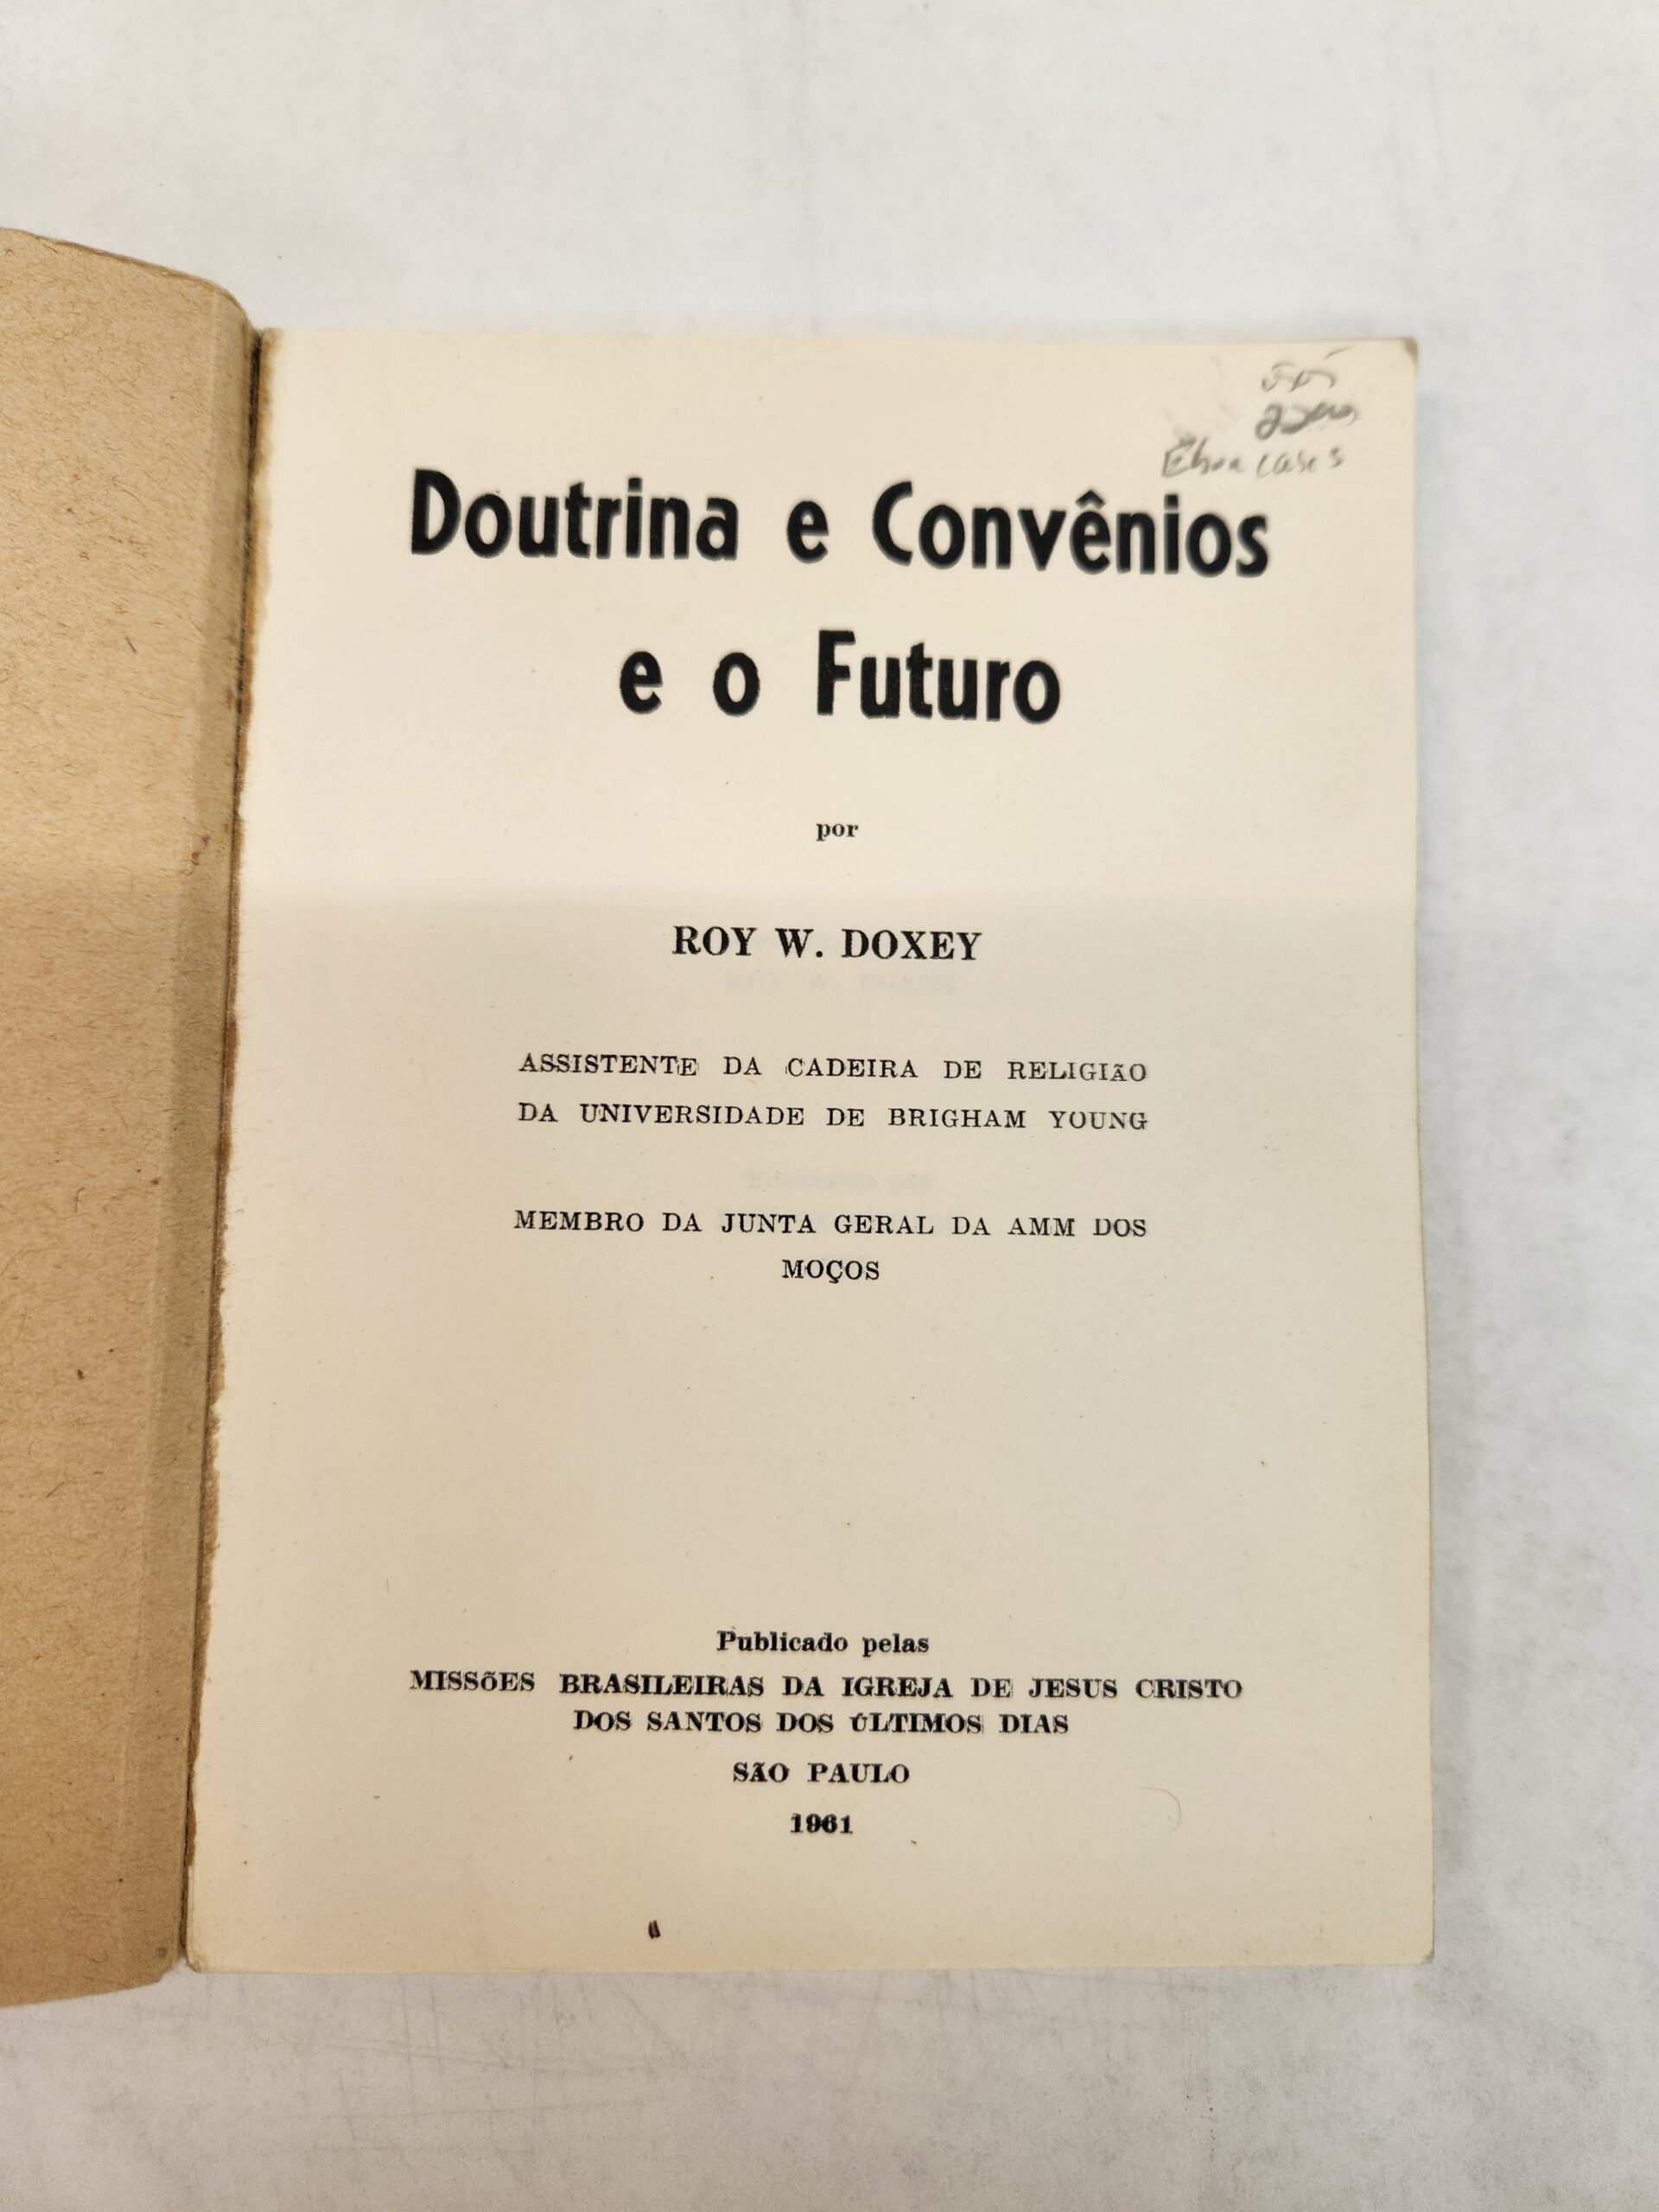 Doutrina e Convênios
e o Futuro
por
ROY W. DOXEY
ASSISTENTE DA CADEIRA DE RELIGIÃO
DA UNIVERSIDADE DE BRIGHAM YOUNG
MEMBRO DA JUNTA GERAL DA AMM DOS
MOÇOS
Publicado pelas
MISSÕES BRASILEIRAS DA IGREJA DE JESUS CRISTO
DOS SANTOS DOS ÚLTIMOS DIAS
SÃO PAULO
1961